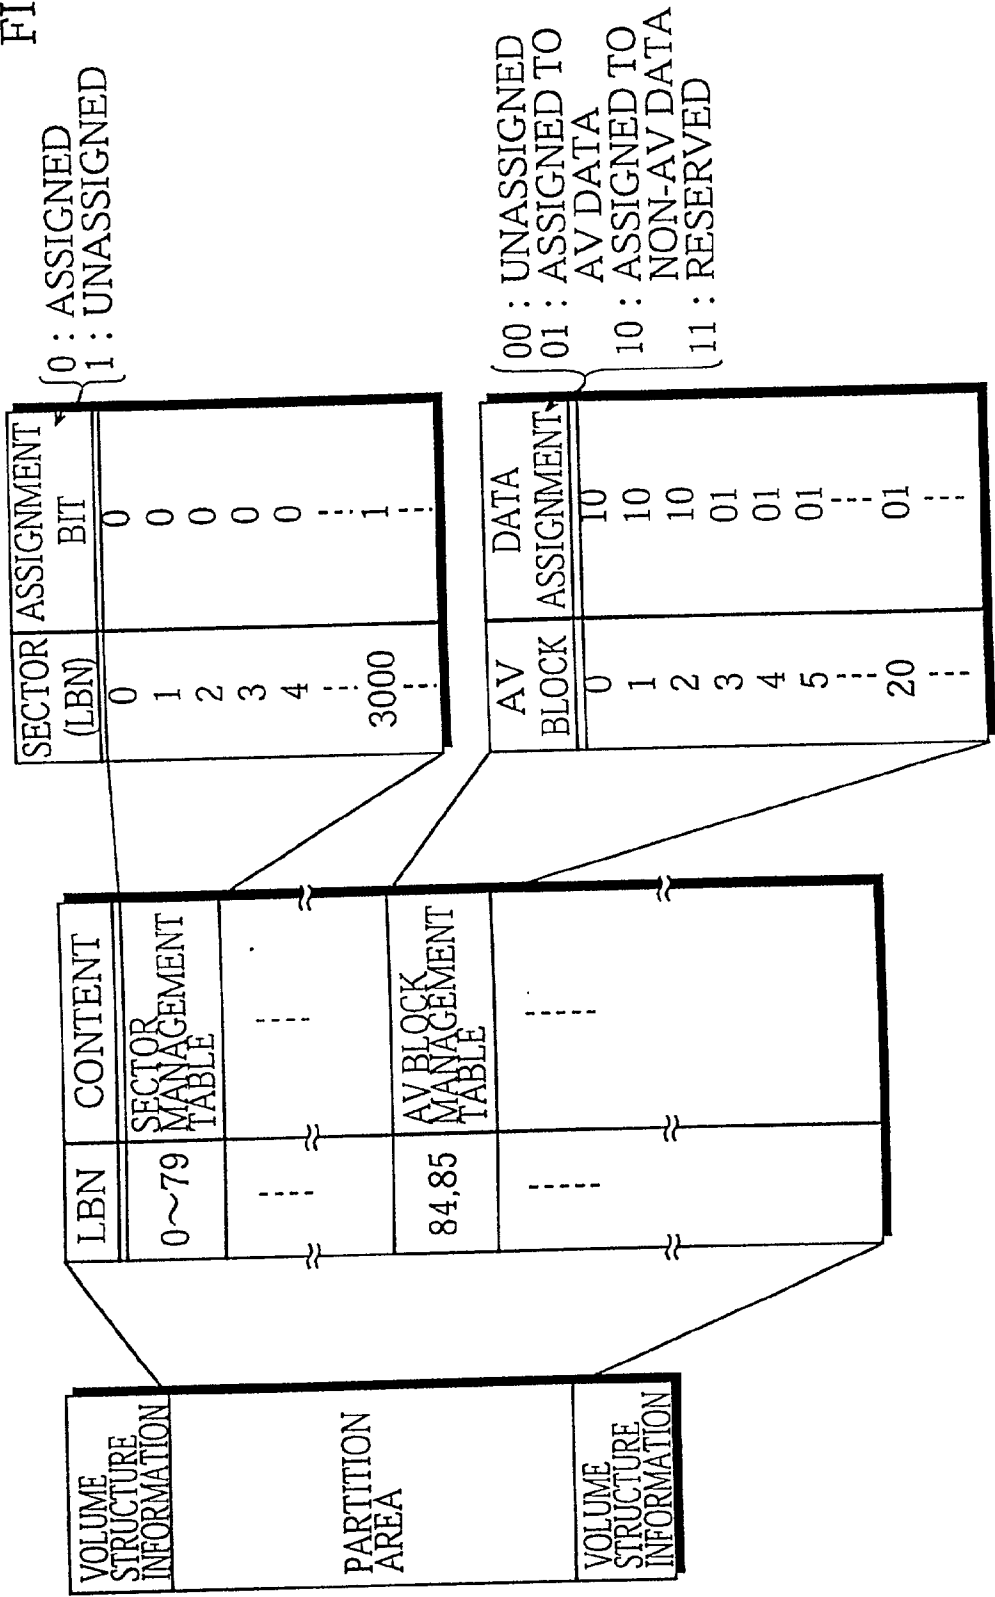 FI
VOLUME
STRUCTURE
INFORMATION
PARTITION
AREA
VOLUME
STRUCTURE
INFORMATION
LBN CONTENT
0~79 SECTOR
MANAGEMENT
TABLE
84,85 AV BLOCK
MANAGEMENT
TABLE
SECTOR (LBN) ASSIGNMENT BIT
0 0
1 0
2 0
3 0
4 0
3000 1
0 : ASSIGNED
1 : UNASSIGNED
AV BLOCK DATA ASSIGNMENT
0 10
1 10
2 10
3 01
4 01
5 01
20 01
00 : UNASSIGNED
01 : ASSIGNED TO
AV DATA
10 : ASSIGNED TO
NON-AV DATA
11 : RESERVED